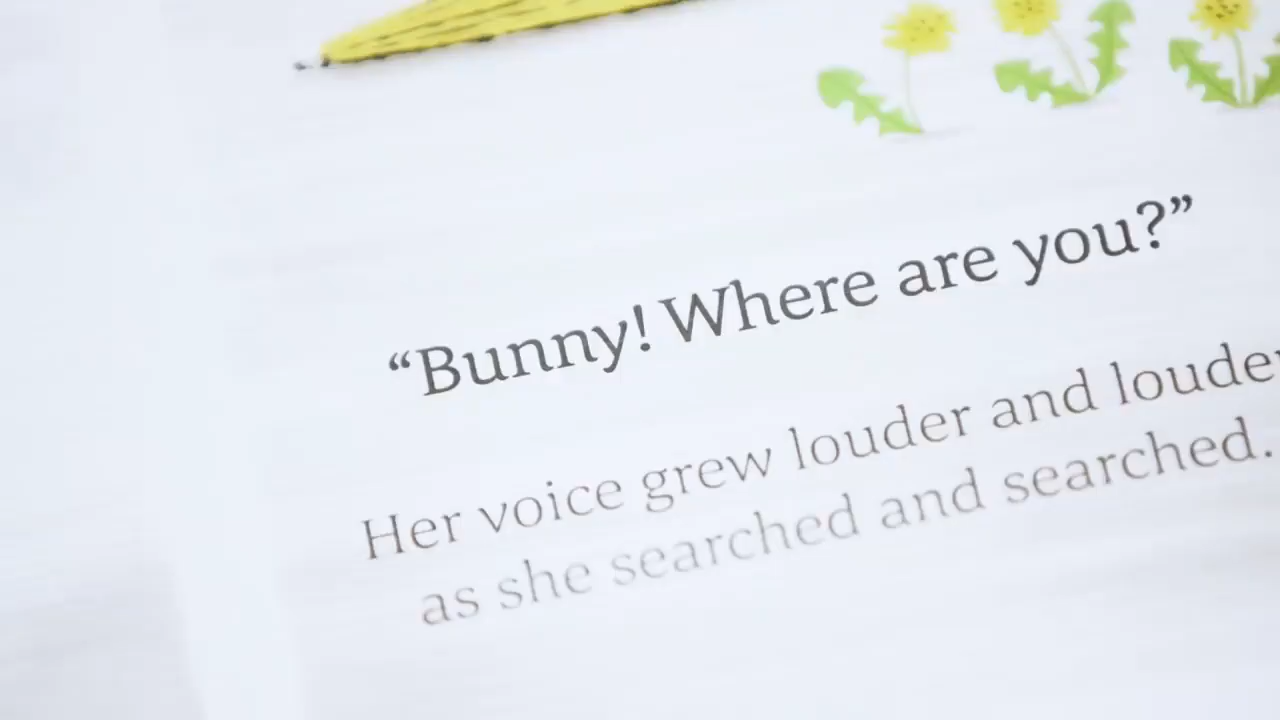 “Bunny! Where are you?”
Her voice grew louder and louder
as she searched and searched.